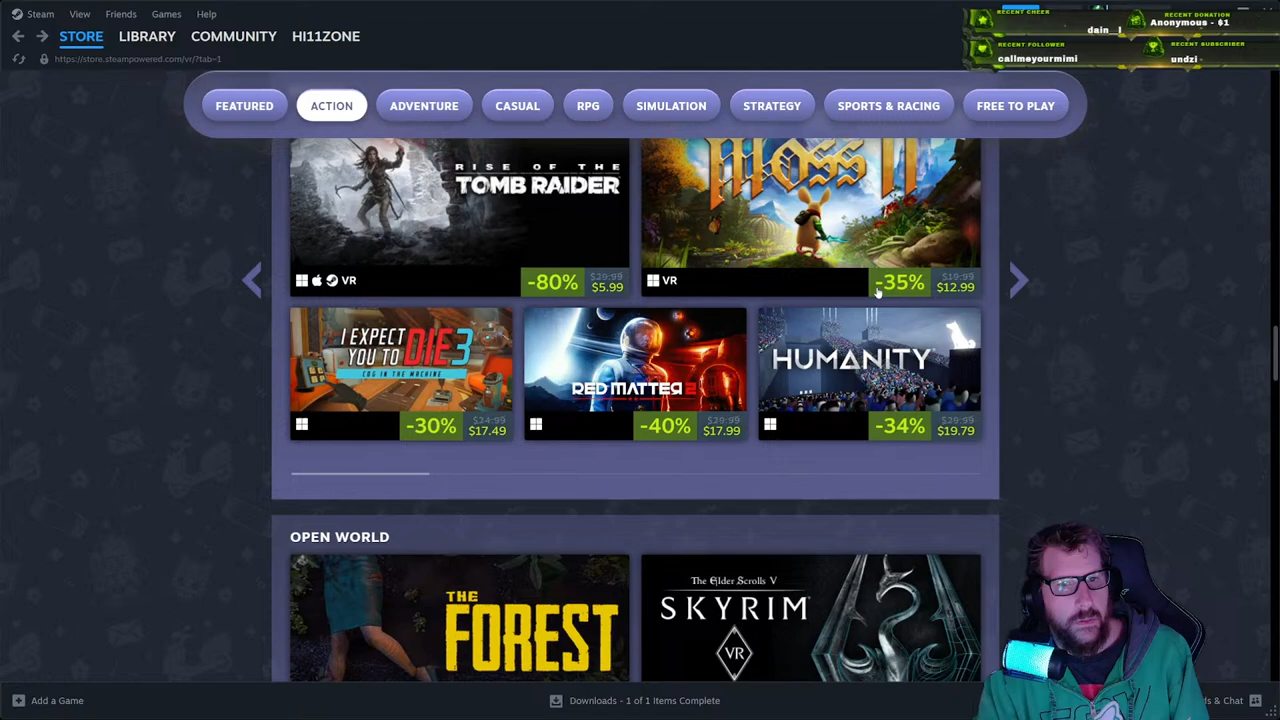 Steam View Friends Games Help
STORE LIBRARY COMMUNITY HI11ZONE
https://store.steampowered.com/vr/?tab=1
RECENT CHEER
dain__l
RECENT DONATION
Anonymous - $1
RECENT FOLLOWER
callmeyourmimi
RECENT SUBSCRIBER
undzi
FEATURED ACTION ADVENTURE CASUAL RPG SIMULATION STRATEGY SPORTS & RACING FREE TO PLAY
RISE OF THE
TOMB RAIDER
VR -80% $29.99 $5.99
MOSS II
VR -35% $19.99 $12.99
I EXPECT
YOU TO DIE 3
COG IN THE MACHINE
-30% $24.99 $17.49
RED MATTER 2
-40% $29.99 $17.99
HUMANITY
-34% $29.99 $19.79
OPEN WORLD
THE
FOREST
The Elder Scrolls V
SKYRIM
VR
Add a Game
Downloads - 1 of 1 Items Complete
& Chat